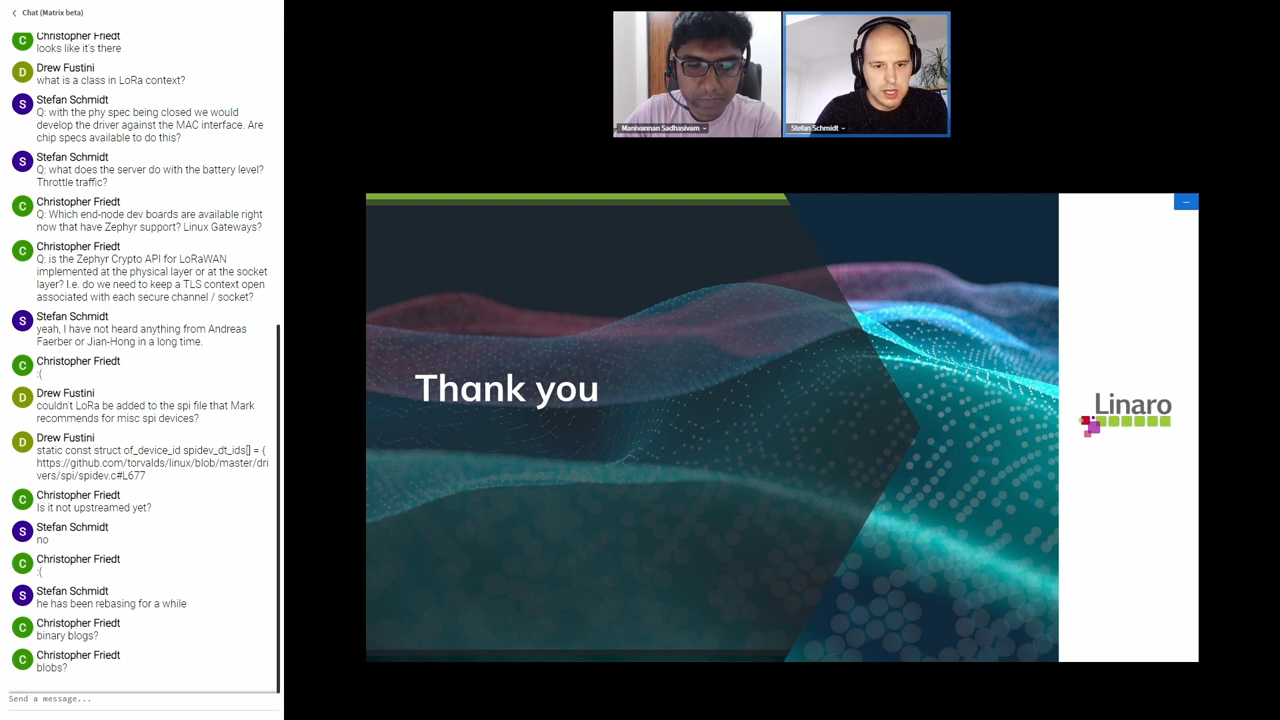 Chat (Matrix beta)
Christopher Friedt
looks like it's there
Drew Fustini
what is a class in LoRa context?
Stefan Schmidt
Q: with the phy spec being closed we would
develop the driver against the MAC interface. Are
chip specs available to do this?
Stefan Schmidt
Q: what does the server do with the battery level?
Throttle traffic?
Christopher Friedt
Q: Which end-node dev boards are available right
now that have Zephyr support? Linux Gateways?
Christopher Friedt
Q: is the Zephyr Crypto API for LoRaWAN
implemented at the physical layer or at the socket
layer? I.e. do we need to keep a TLS context open
associated with each secure channel / socket?
Stefan Schmidt
yeah, I have not heard anything from Andreas
Faerber or Jian-Hong in a long time.
Christopher Friedt
:(
Drew Fustini
couldn't LoRa be added to the spi file that Mark
recommends for misc spi devices?
Drew Fustini
static const struct of_device_id spidev_dt_ids[] = {
https://github.com/torvalds/linux/blob/master/dri
vers/spi/spidev.c#L677
Christopher Friedt
Is it not upstreamed yet?
Stefan Schmidt
no
Christopher Friedt
:(
Stefan Schmidt
he has been rebasing for a while
Christopher Friedt
binary blogs?
Christopher Friedt
blobs?
Send a message...
Manivannan Sadhasivam
Stefan Schmidt
Thank you
Linaro